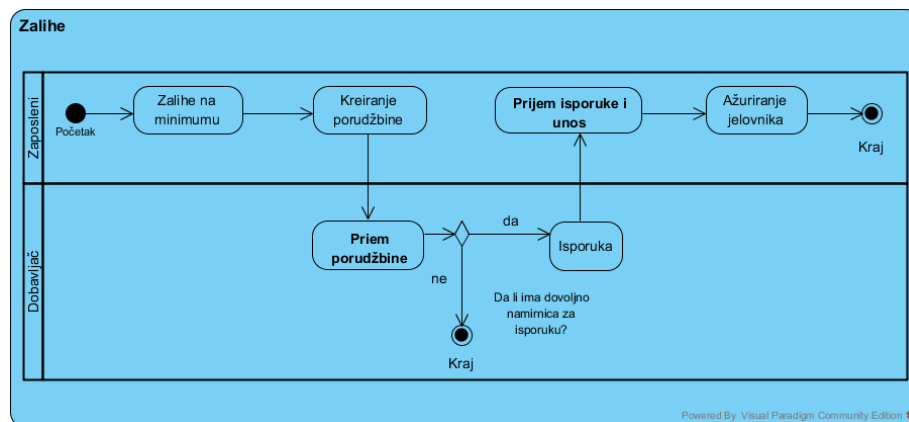 Zalihe
Zaposleni
Početak
Zalihe na
minimumu
Kreiranje
porudžbine
Prijem isporuke i
unos
Ažuriranje
jelovnika
Kraj
Dobavljač
Priem
porudžbine
da
ne
Isporuka
Da li ima dovoljno
namirnica za
isporuku?
Kraj
Powered By Visual Paradigm Community Edition